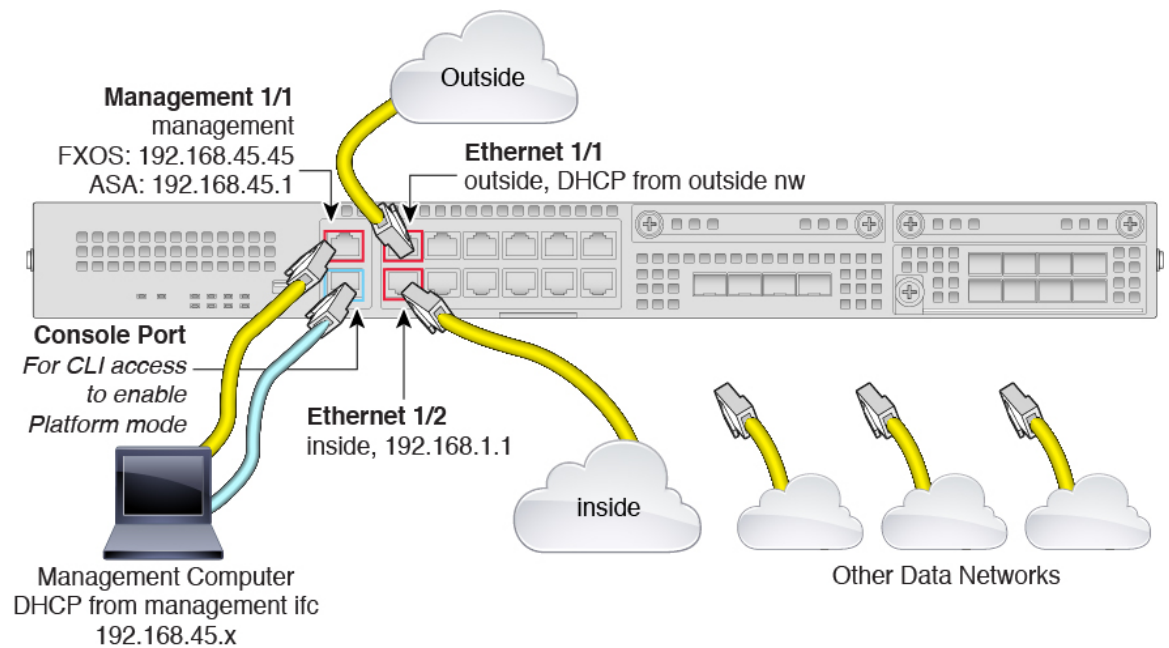 Outside
Management 1/1
management
FXOS: 192.168.45.45
ASA: 192.168.45.1
Ethernet 1/1
outside, DHCP from outside nw
Console Port
For CLI access
to enable
Platform mode
Ethernet 1/2
inside, 192.168.1.1
inside
Management Computer
DHCP from management ifc
192.168.45.x
Other Data Networks